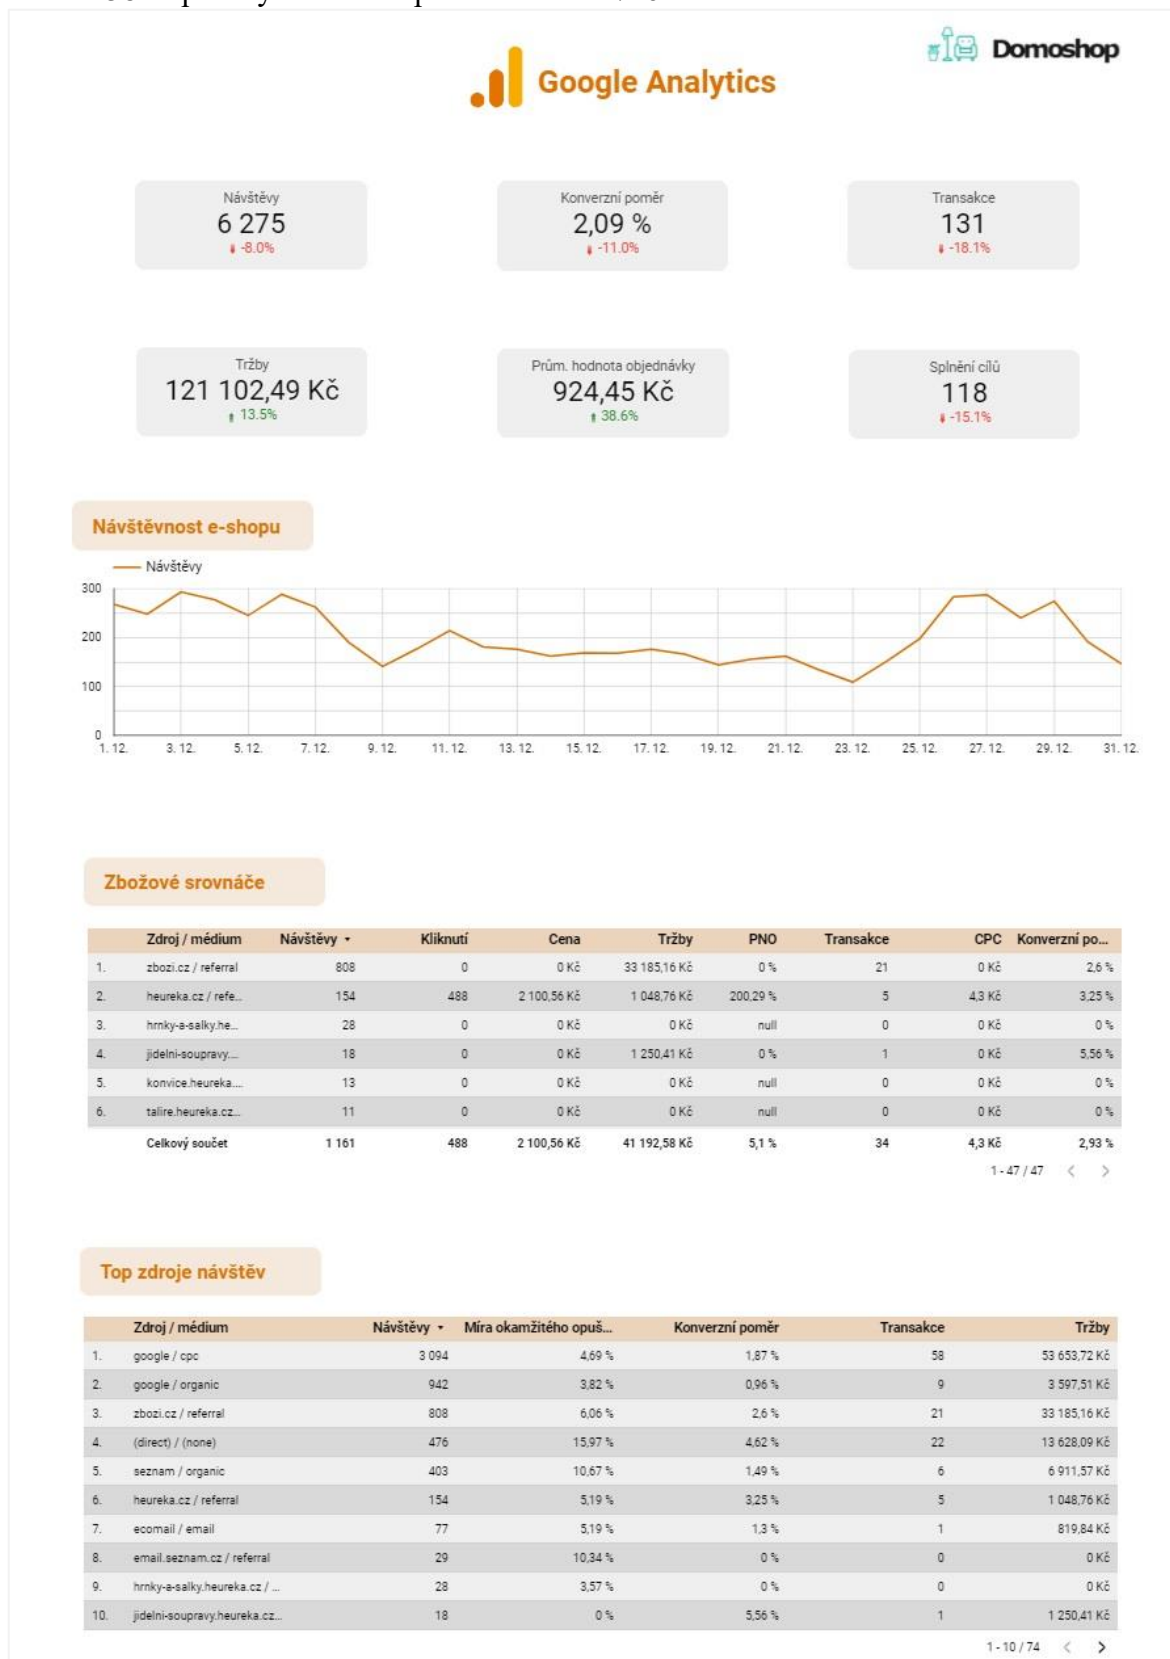 Domoshop
Google Analytics
Návštěvy Konverzní poměr Transakce
6 275 2,09 % 131
-8.0% -11.0% -18.1%
Tržby Prům. hodnota objednávky Splnění cílů
121 102,49 Kč 924,45 Kč 118
13.5% 38.6% -15.1%
Návštěvnost e-shopu
Návštěvy
300
200
100
0
1. 12. 3. 12. 5. 12. 7. 12. 9. 12. 11. 12. 13. 12. 15. 12. 17. 12. 19. 12. 21. 12. 23. 12. 25. 12. 27. 12. 29. 12. 31. 12.
Zbožové srovnáče
Zdroj / médium Návštěvy Kliknutí Cena Tržby PNO Transakce CPC Konverzní po...
1. zbozi.cz / referral 808 0 0 Kč 33 185,16 Kč 0 % 21 0 Kč 2,6 %
2. heureka.cz / refe... 154 488 2 100,56 Kč 1 048,76 Kč 200,29 % 5 4,3 Kč 3,25 %
3. hrnky-a-salky.he... 28 0 0 Kč 0 Kč null 0 0 Kč 0 %
4. jidelni-soupravy.... 18 0 0 Kč 1 250,41 Kč 0 % 1 0 Kč 5,56 %
5. konvice.heureka.... 13 0 0 Kč 0 Kč null 0 0 Kč 0 %
6. talire.heureka.cz... 11 0 0 Kč 0 Kč null 0 0 Kč 0 %
Celkový součet 1 161 488 2 100,56 Kč 41 192,58 Kč 5,1 % 34 4,3 Kč 2,93 %
1 - 47 / 47 < >
Top zdroje návštěv
Zdroj / médium Návštěvy Míra okamžitého opuš... Konverzní poměr Transakce Tržby
1. google / cpc 3 094 4,69 % 1,87 % 58 53 653,72 Kč
2. google / organic 942 3,82 % 0,96 % 9 3 597,51 Kč
3. zbozi.cz / referral 808 6,06 % 2,6 % 21 33 185,16 Kč
4. (direct) / (none) 476 15,97 % 4,62 % 22 13 628,09 Kč
5. seznam / organic 403 10,67 % 1,49 % 6 6 911,57 Kč
6. heureka.cz / referral 154 5,19 % 3,25 % 5 1 048,76 Kč
7. ecomail / email 77 5,19 % 1,3 % 1 819,84 Kč
8. email.seznam.cz / referral 29 10,34 % 0 % 0 0 Kč
9. hrnky-a-salky.heureka.cz / ... 28 3,57 % 0 % 0 0 Kč
10. jidelni-soupravy.heureka.cz... 18 0 % 5,56 % 1 1 250,41 Kč
1 - 10 / 74 < >